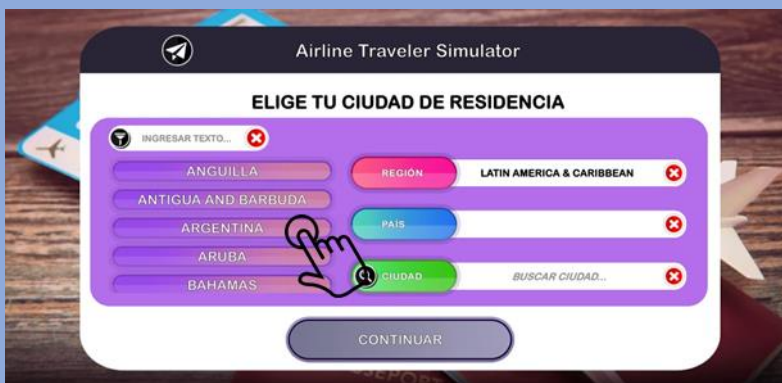 Airline Traveler Simulator
ELIGE TU CIUDAD DE RESIDENCIA
INGRESAR TEXTO...
ANGUILLA
ANTIGUA AND BARBUDA
ARGENTINA
ARUBA
BAHAMAS
REGIÓN LATIN AMERICA & CARIBBEAN
PAÍS
CIUDAD BUSCAR CIUDAD...
CONTINUAR